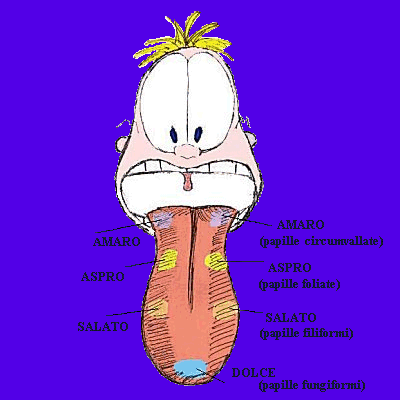 AMARO
AMARO
(papille circumvallate)
ASPRO
ASPRO
(papille foliate)
SALATO
SALATO
(papille filiformi)
DOLCE
(papille fungiformi)